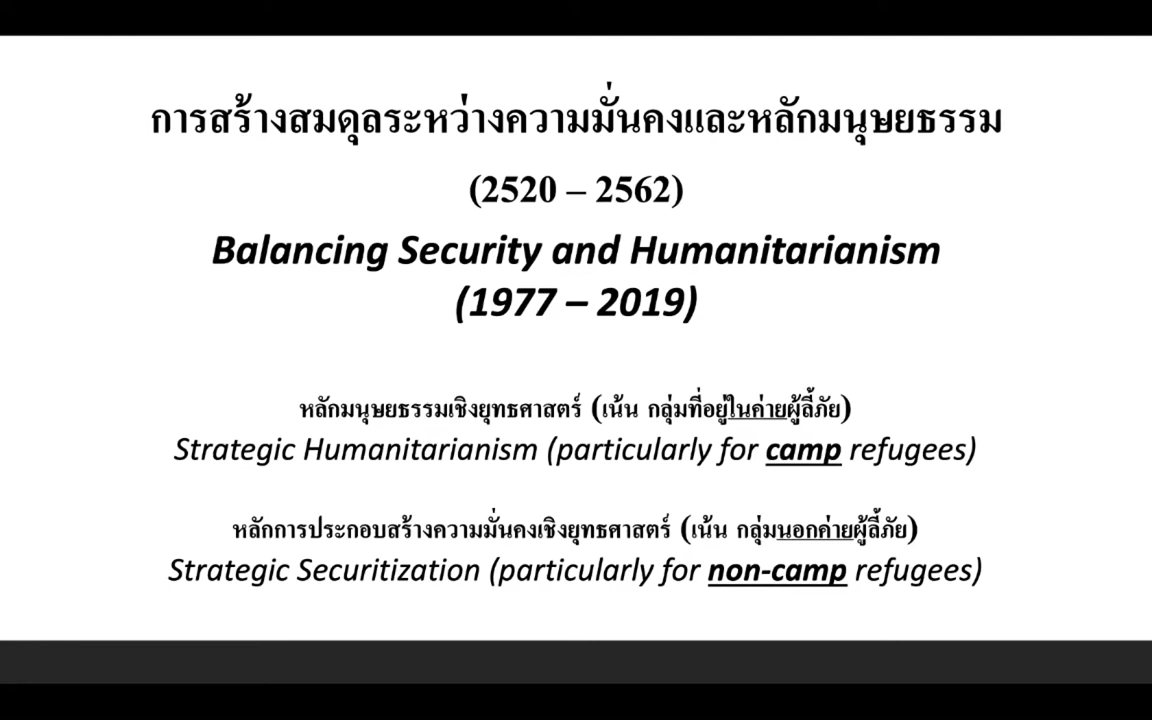 การสร้างสมดุลระหว่างความมั่นคงและหลักมนุษยธรรม
(2520 – 2562)
Balancing Security and Humanitarianism
(1977 – 2019)
หลักมนุษยธรรมเชิงยุทธศาสตร์ (เน้น กลุ่มที่อยู่ในค่ายผู้ลี้ภัย)
Strategic Humanitarianism (particularly for camp refugees)
หลักการประกอบสร้างความมั่นคงเชิงยุทธศาสตร์ (เน้น กลุ่มนอกค่ายผู้ลี้ภัย)
Strategic Securitization (particularly for non-camp refugees)